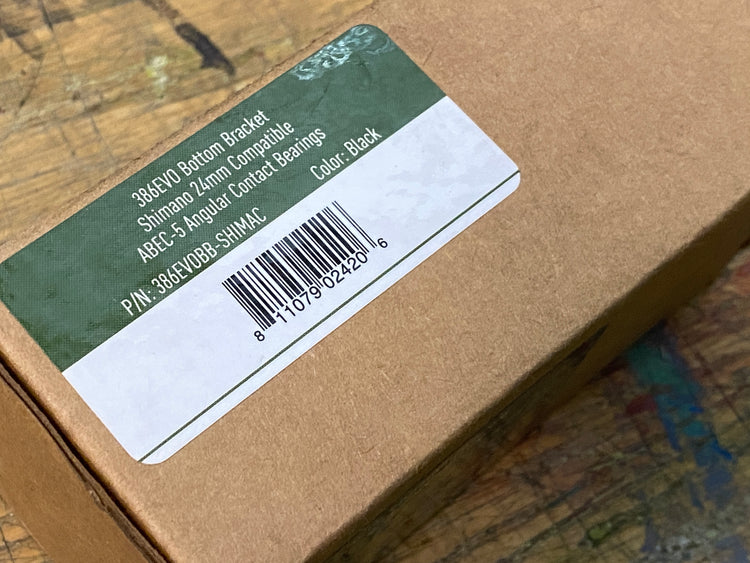 386EVO Bottom Bracket
Shimano 24mm Compatible
ABEC-5 Angular Contact Bearings
P/N: 386EVOBB-SHIMAC Color: Black
8 11079 02420 6